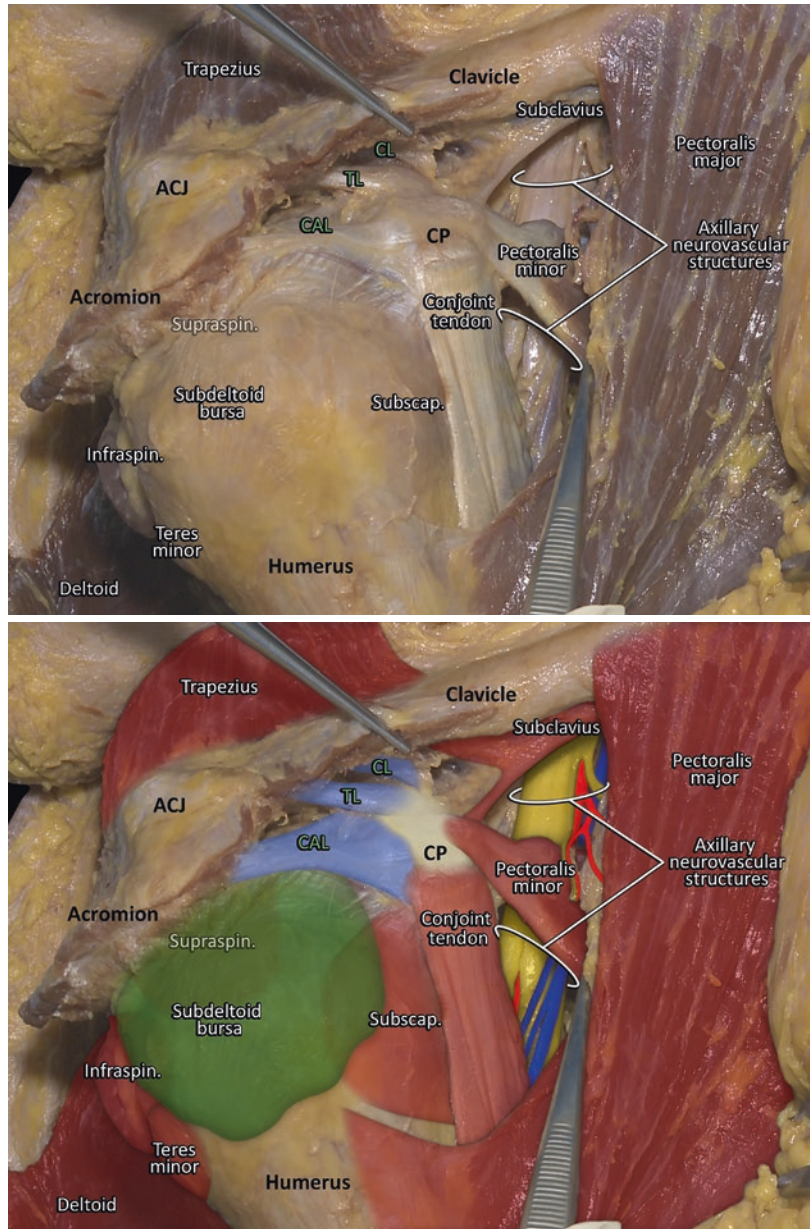 Trapezius
Clavicle
Subclavius
Pectoralis
major
CL
TL
ACJ
CAL
CP
Axillary
neurovascular
structures
Pectoralis
minor
Acromion
Conjoint
tendon
Supraspin.
Subdeltoid
bursa
Subscap.
Infraspin.
Teres
minor
Humerus
Deltoid
Trapezius
Clavicle
Subclavius
Pectoralis
major
CL
TL
ACJ
CAL
CP
Axillary
neurovascular
structures
Pectoralis
minor
Acromion
Conjoint
tendon
Supraspin.
Subdeltoid
bursa
Subscap.
Infraspin.
Teres
minor
Humerus
Deltoid